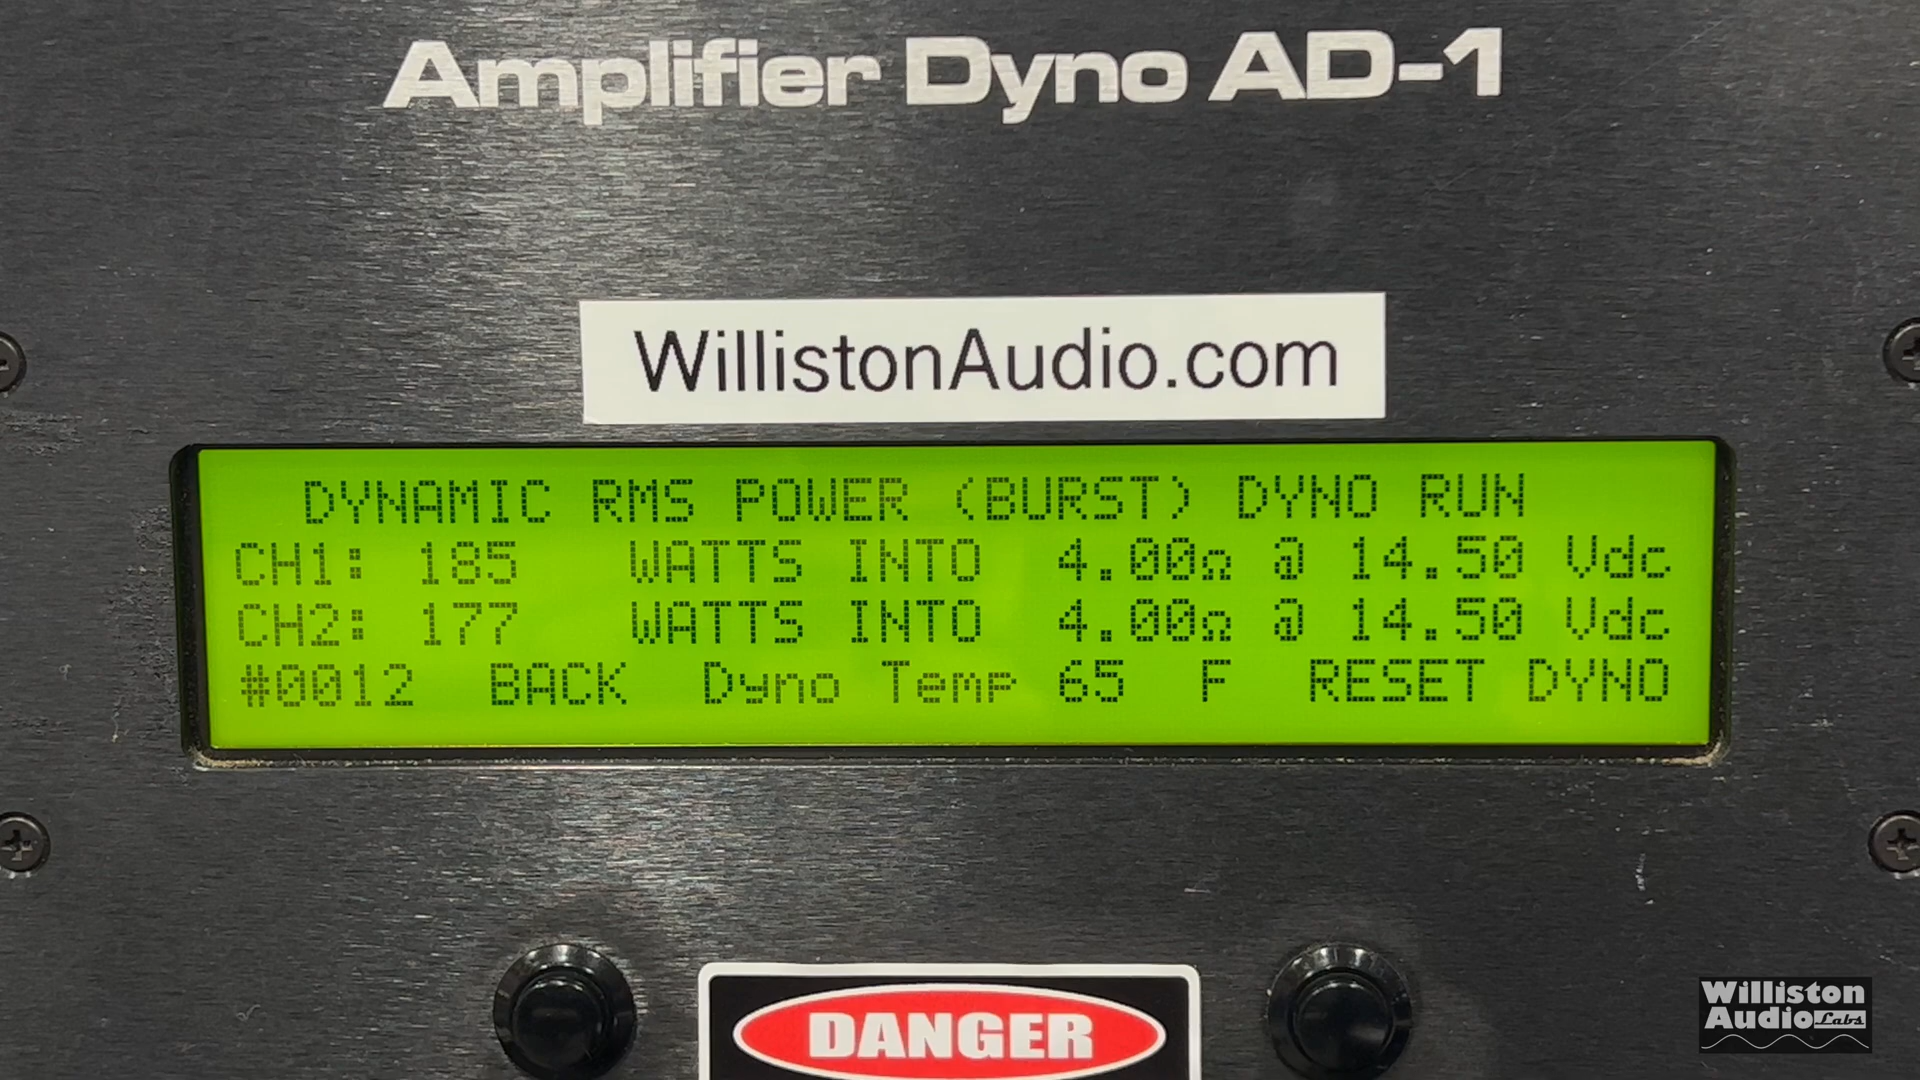 Amplifier Dyno AD-1
WillistonAudio.com
DYNAMIC RMS POWER (BURST) DYNO RUN
CH1: 185 WATTS INTO 4.00Ω @ 14.50 Vdc
CH2: 177 WATTS INTO 4.00Ω @ 14.50 Vdc
#0012 BACK Dyno Temp 65 F RESET DYNO
DANGER
Williston
Audio Labs